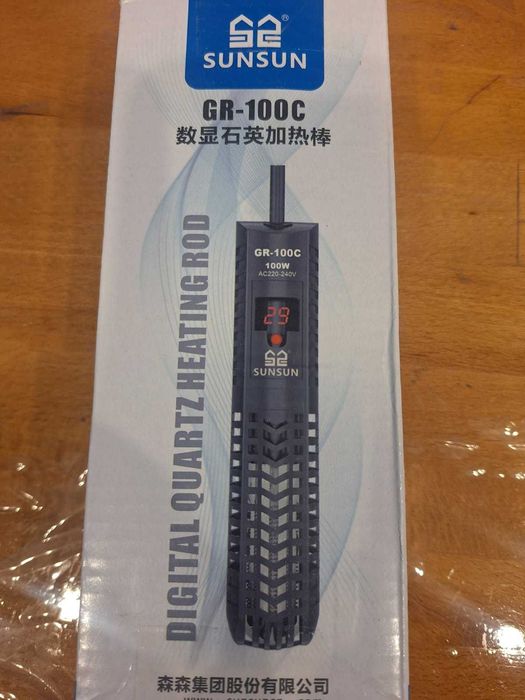 ®
SUNSUN
GR-100C
数显石英加热棒
DIGITAL QUARTZ HEATING ROD
GR-100C
100W
AC220-240V
29
SUNSUN
森森集团股份有限公司